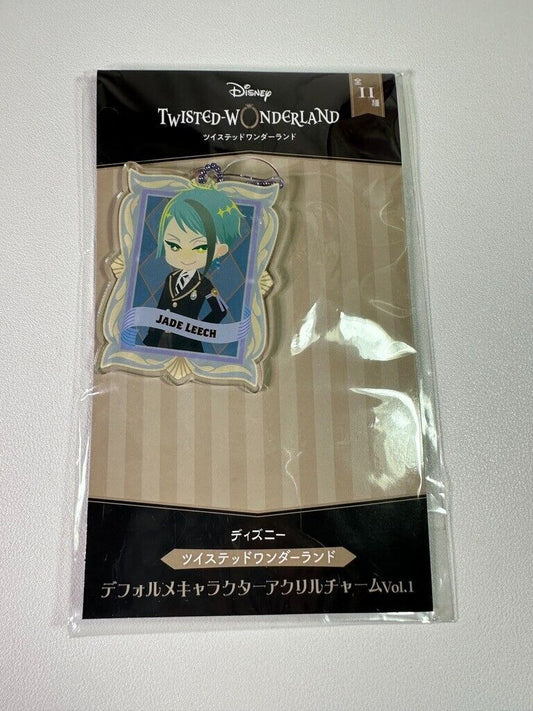 Disney
TWISTED-WONDERLAND
ツイステッドワンダーランド
全
11
種
JADE LEECH
ディズニー
ツイステッドワンダーランド
デフォルメキャラクターアクリルチャームVol.1